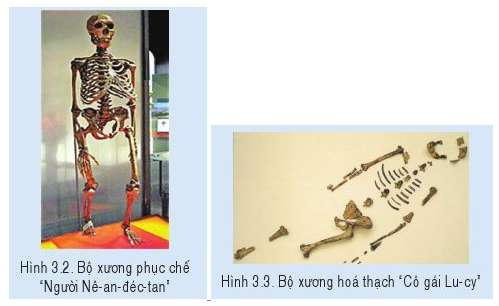 Hình 3.2. Bộ xương phục chế
“Người Nê-an-đéc-tan”
Hình 3.3. Bộ xương hoá thạch “Cô gái Lu-cy”